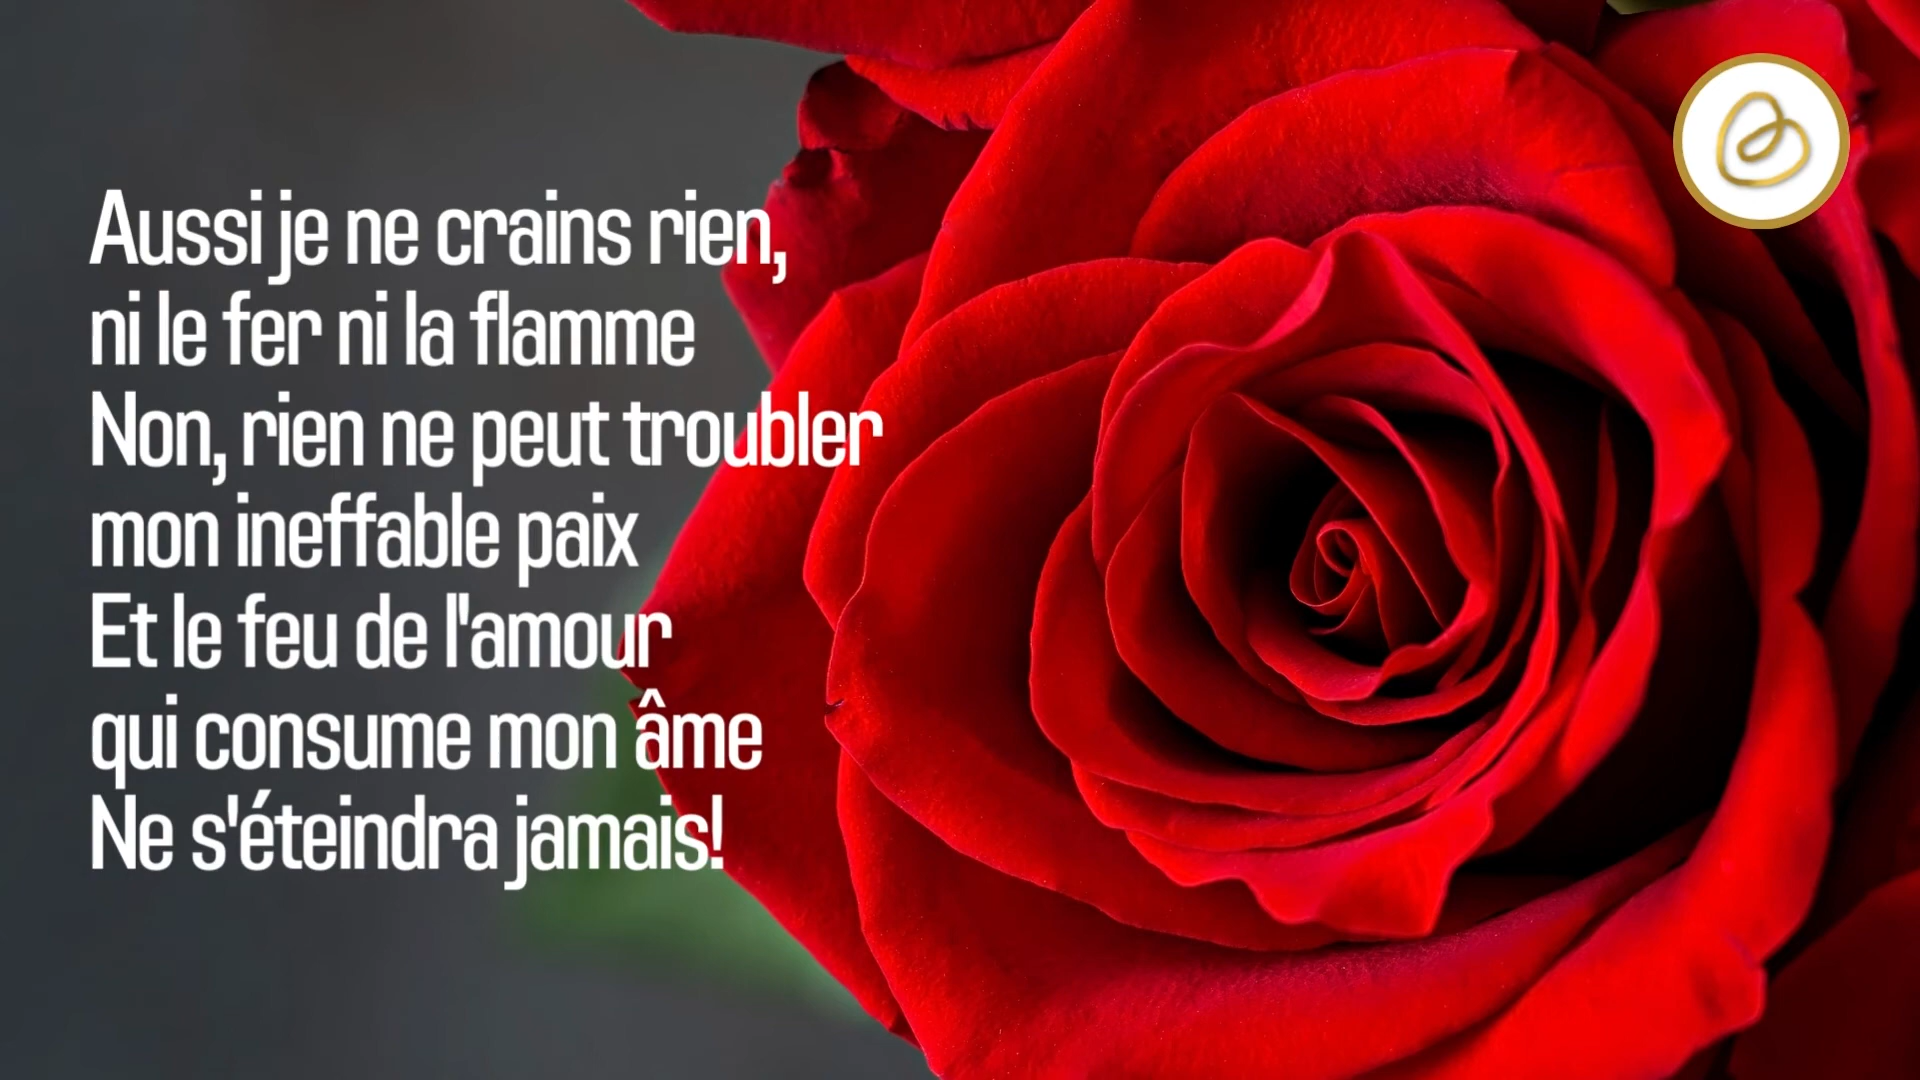 Aussi je ne crains rien,
ni le fer ni la flamme
Non, rien ne peut troubler
mon ineffable paix
Et le feu de l'amour
qui consume mon âme
Ne s'éteindra jamais!